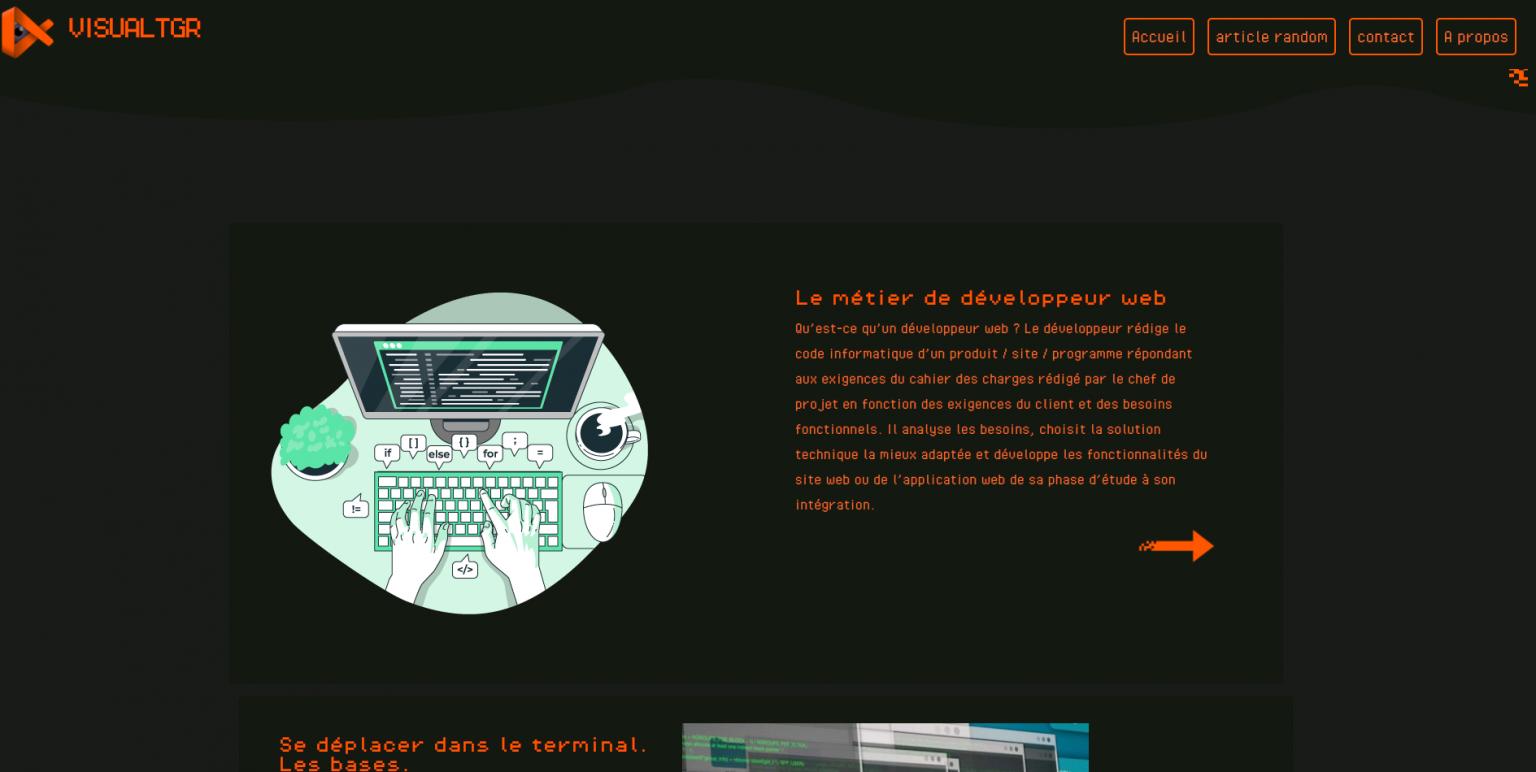 VISUALTGR
Accueil
article random
contact
A propos
Le métier de développeur web
Qu'est-ce qu'un développeur web ? Le développeur rédige le
code informatique d'un produit / site / programme répondant
aux exigences du cahier des charges rédigé par le chef de
projet en fonction des exigences du client et des besoins
fonctionnels. Il analyse les besoins, choisit la solution
technique la mieux adaptée et développe les fonctionnalités du
site web ou de l'application web de sa phase d'étude à son
intégration.
if
[ ]
else
{ }
for
;
=
!=
</>
Se déplacer dans le terminal.
Les bases.